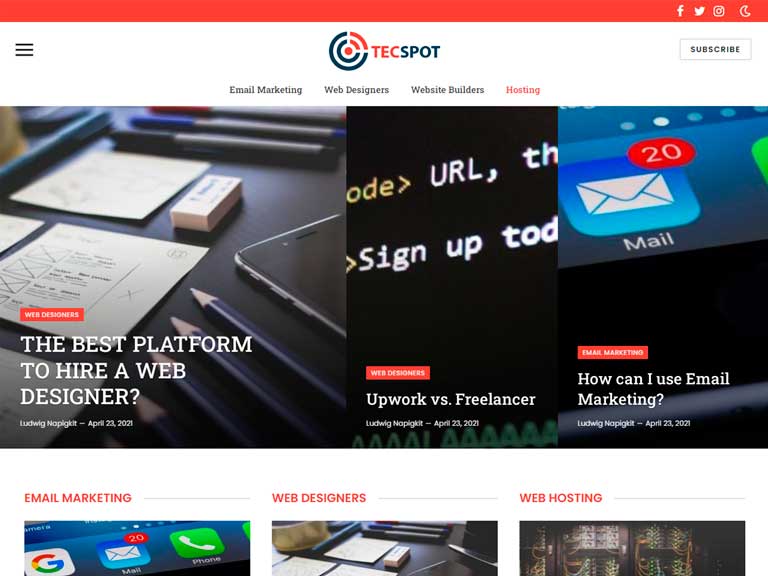 TECSPOT
SUBSCRIBE
Email Marketing Web Designers Website Builders Hosting
WEB DESIGNERS
THE BEST PLATFORM
TO HIRE A WEB
DESIGNER?
Ludwig Napigkit — April 23, 2021
ode> URL, th
>Sign up tod
WEB DESIGNERS
Upwork vs. Freelancer
Ludwig Napigkit — April 23, 2021
20
Mail
EMAIL MARKETING
How can I use Email
Marketing?
Ludwig Napigkit — April 23, 2021
EMAIL MARKETING
WEB DESIGNERS
WEB HOSTING
G
20
Mail
Phone